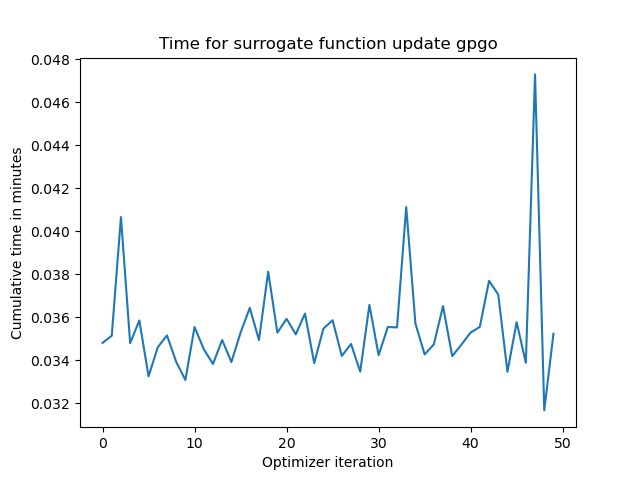 Time for surrogate function update gpgo
0.048
0.046
0.044
0.042
0.040
0.038
0.036
0.034
0.032
Cumulative time in minutes
0 10 20 30 40 50
Optimizer iteration